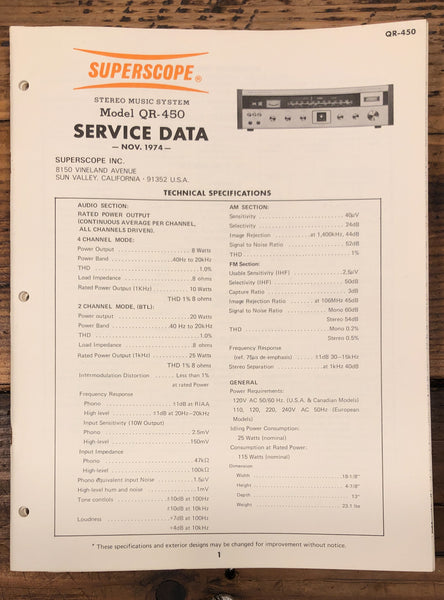 QR-450
SUPERSCOPE®
STEREO MUSIC SYSTEM
Model QR-450
SERVICE DATA
— NOV. 1974 —
SUPERSCOPE INC.
8150 VINELAND AVENUE
SUN VALLEY, CALIFORNIA · 91352 U.S.A.
TECHNICAL SPECIFICATIONS
AUDIO SECTION:
RATED POWER OUTPUT
(CONTINUOUS AVERAGE PER CHANNEL,
ALL CHANNELS DRIVEN).
4 CHANNEL MODE:
Power Output 8 Watts
Power Band 40Hz to 20kHz
THD 1.0%
Load Impedance .8 ohms
Rated Power Output (1kHz) 10 Watts
THD 1% 8 ohms
2 CHANNEL MODE, (BTL):
Power Output 20 Watts
Power Band .40 Hz to 20 kHz
THD 1.0%
Load Impedance .8 ohms
Rated Power Output (1kHz) 25 Watts
THD 1% 8 ohms
Intermodulation Distortion Less than 1%
at rated Power
Frequency Response
Phono ±1dB at RIAA
High level ±1dB at 20Hz–20kHz
Input Sensitivity (10W Output)
Phono 2.5mV
High-level 150mV
Input Impedance
Phono 47kΩ
High-level 100kΩ
Phono equivalent input Noise 1.5μV
High-level hum and noise .1mV
Tone controls ±10dB at 100Hz
±10dB at 10kHz
Loudness +7dB at 100Hz
+4dB at 10kHz
AM SECTION:
Sensitivity 40μV
Selectivity 24dB
Image Rejection at 1,400kHz, 44dB
Signal to Noise Ratio 52dB
THD 1%
FM Section:
Usable Sensitivity (IHF) 2.5μV
Selectivity (IHF) 50dB
Capture Ratio 3dB
Image Rejection Ratio at 106MHz 45dB
Signal to Noise Ratio Mono 60dB
Stereo 54dB
THD Mono 0.2%
Stereo 0.5%
Frequency Response
(ref. 75μs de emphasis) ±1dB 30–15kHz
Stereo Separation at 1kHz 40dB
GENERAL
Power Requirements:
120V AC 50/60 Hz. (U.S.A. & Canadian Models)
110, 120, 220, 240V AC 50Hz (European
Models)
Idling Power Consumption:
25 Watts (nominal)
Consumption at Rated Power:
115 Watts (nominal)
Dimension
Width 18-1/8"
Height 4-7/8"
Depth 13"
Weight 23.1 lbs
* These specifications and exterior designs may be changed for improvement without notice.
1